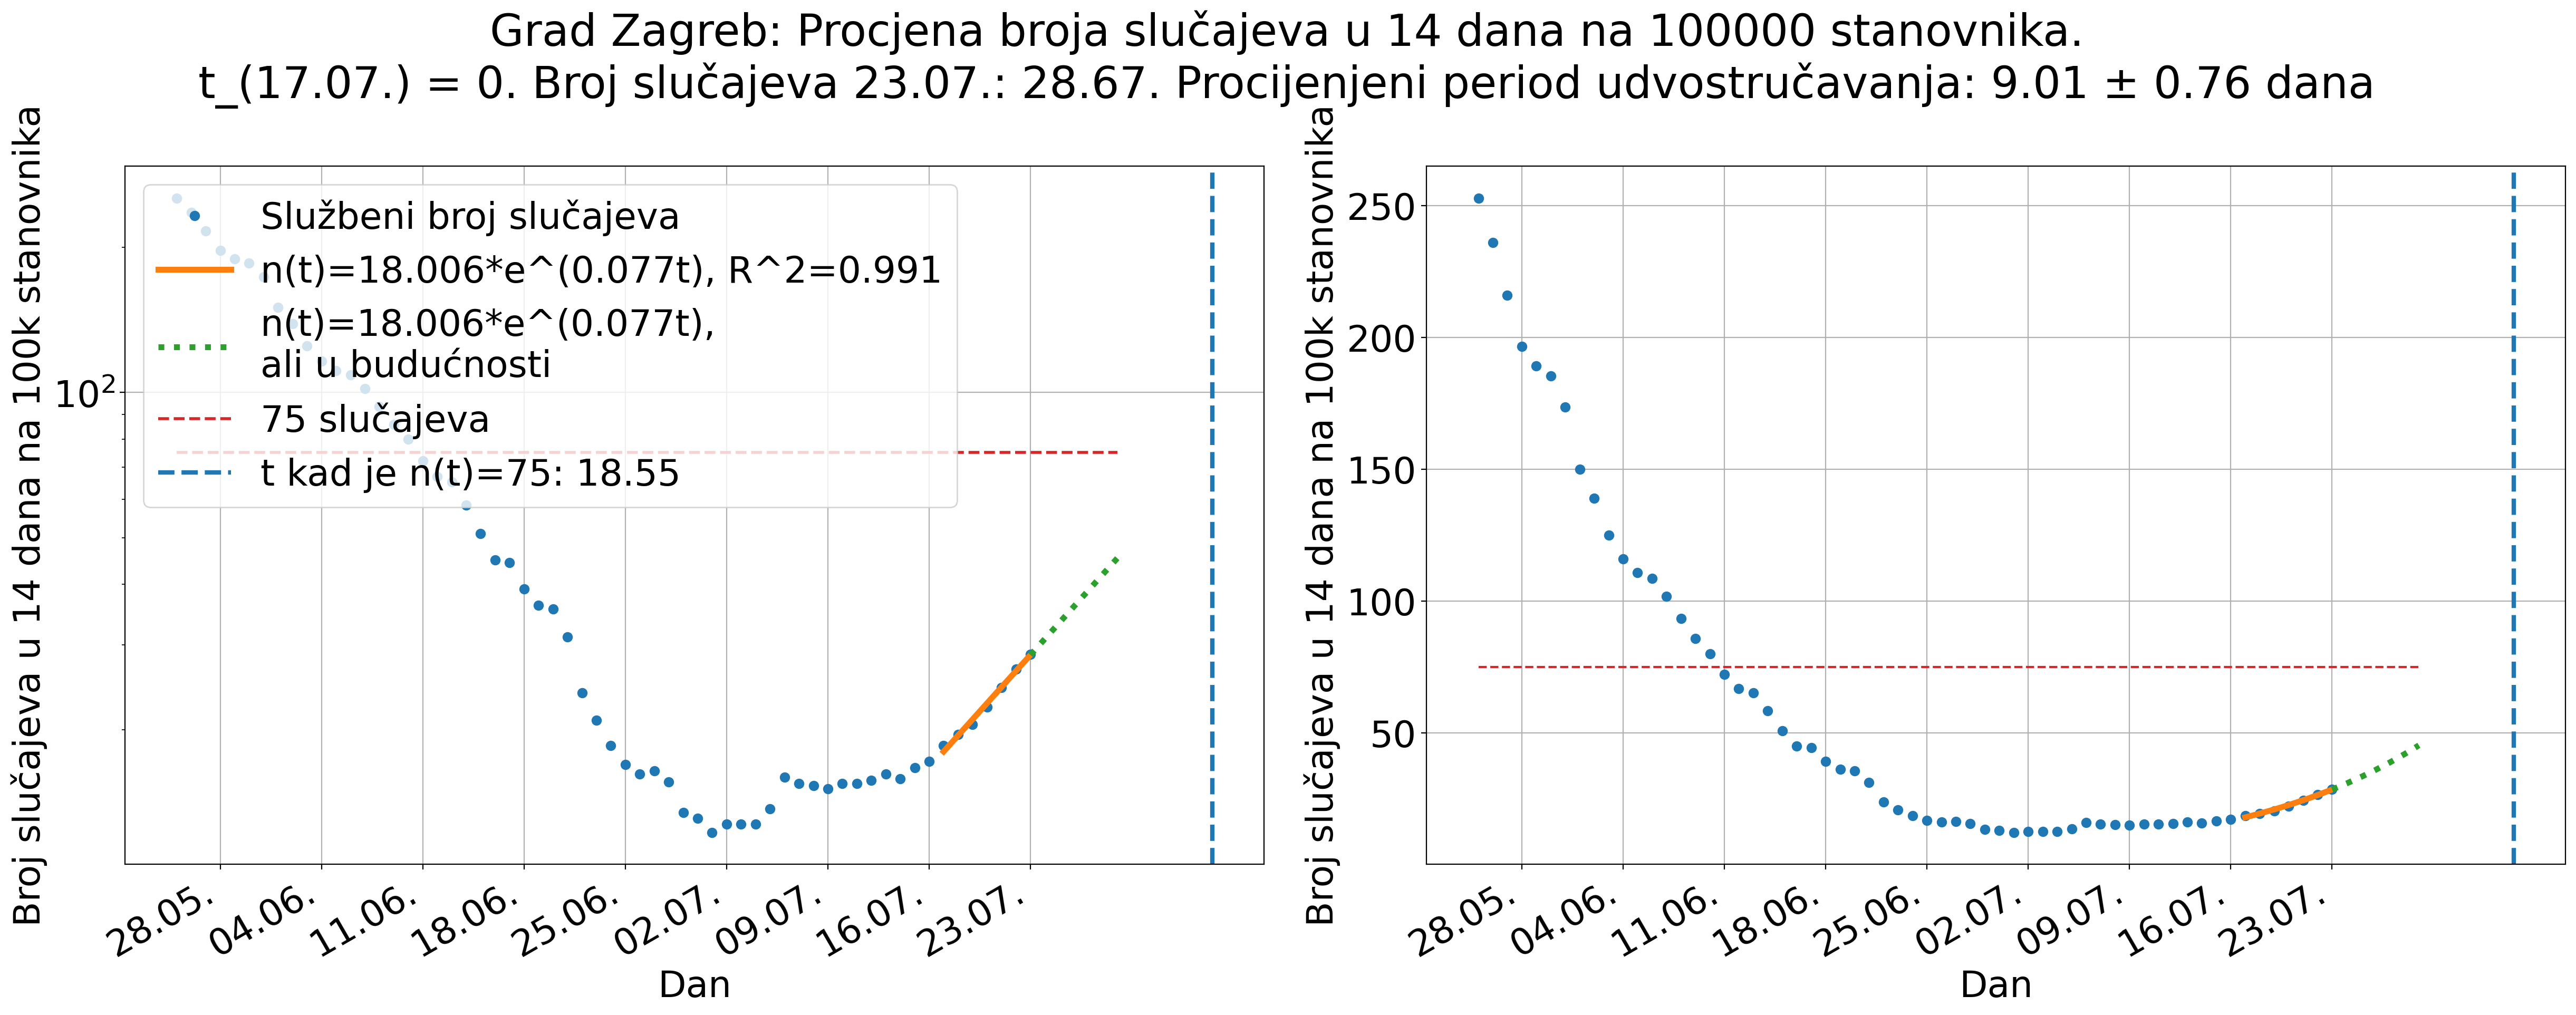 Grad Zagreb: Procjena broja slučajeva u 14 dana na 100000 stanovnika.
t_(17.07.) = 0. Broj slučajeva 23.07.: 28.67. Procijenjeni period udvostručavanja: 9.01 ± 0.76 dana
Broj slučajeva u 14 dana na 100k stanovnika
10²
Službeni broj slučajeva
n(t)=18.006*e^(0.077t), R^2=0.991
n(t)=18.006*e^(0.077t),
ali u budućnosti
75 slučajeva
t kad je n(t)=75: 18.55
28.05.
04.06.
11.06.
18.06.
25.06.
02.07.
09.07.
16.07.
23.07.
Dan
Broj slučajeva u 14 dana na 100k stanovnika
250
200
150
100
50
28.05.
04.06.
11.06.
18.06.
25.06.
02.07.
09.07.
16.07.
23.07.
Dan